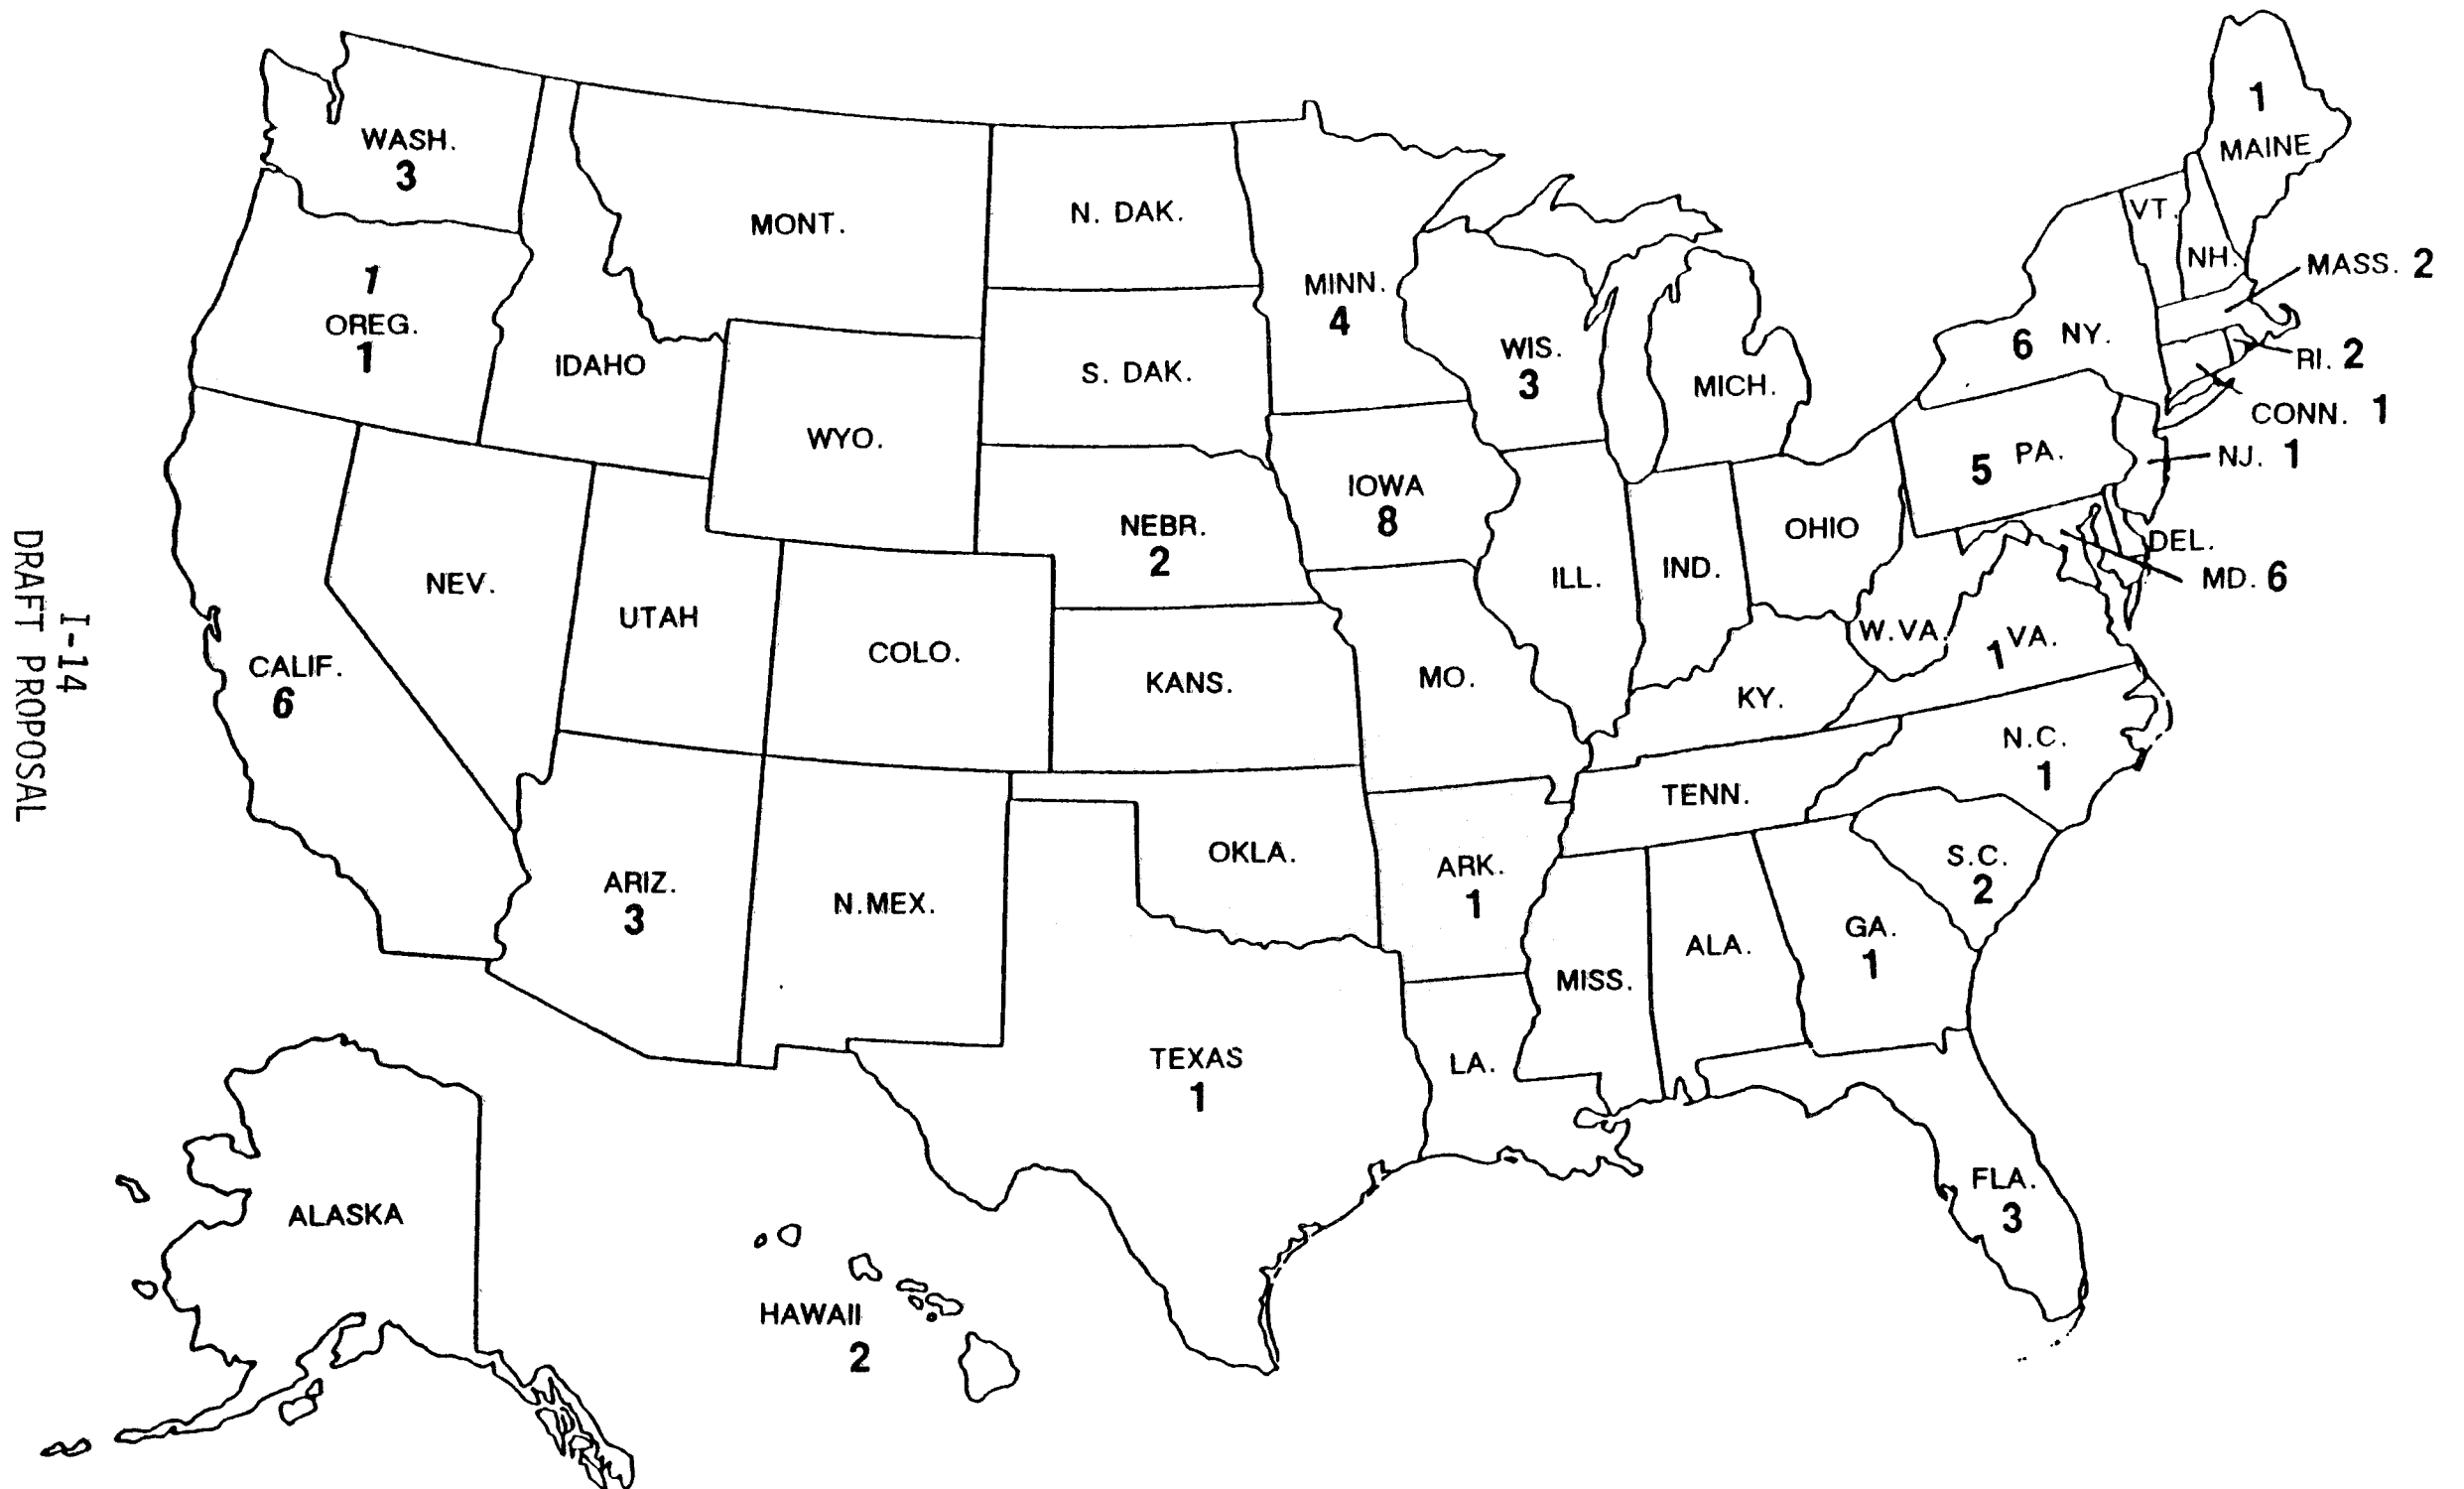 1
MAINE
WASH.
3
MONT.
N. DAK.
VT.
NH.
MASS. 2
MINN.
4
1
OREG.
1
IDAHO
WIS.
3
MICH.
6 NY.
RI. 2
S. DAK.
CONN. 1
WYO.
PA.
5
NJ. 1
IOWA
8
NEBR.
2
OHIO
DEL.
MD. 6
NEV.
UTAH
ILL.
IND.
W.VA.
VA.
1
CALIF.
6
COLO.
KANS.
MO.
KY.
N.C.
1
TENN.
OKLA.
ARK.
1
S.C.
2
ARIZ.
3
N.MEX.
GA.
1
ALA.
MISS.
TEXAS
1
LA.
FLA.
3
ALASKA
HAWAII
2
I-14
DRAFT PROPOSAL